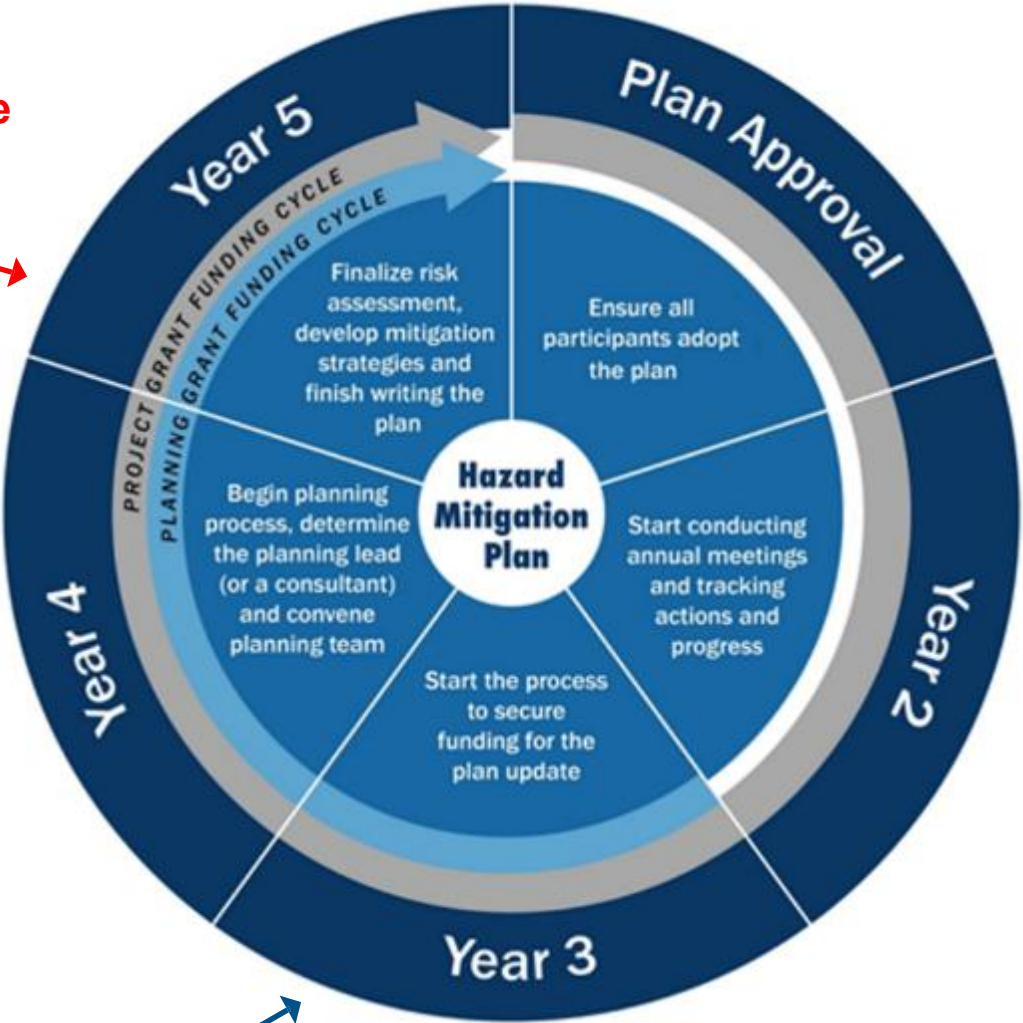 e
Year 5
Plan Approval
PROJECT GRANT FUNDING CYCLE
PLANNING GRANT FUNDING CYCLE
Finalize risk
assessment,
develop mitigation
strategies and
finish writing the
plan
Ensure all
participants adopt
the plan
Hazard
Mitigation
Plan
Begin planning
process, determine
the planning lead
(or a consultant)
and convene
planning team
Start conducting
annual meetings
and tracking
actions and
progress
Start the process
to secure
funding for the
plan update
Year 4
Year 2
Year 3